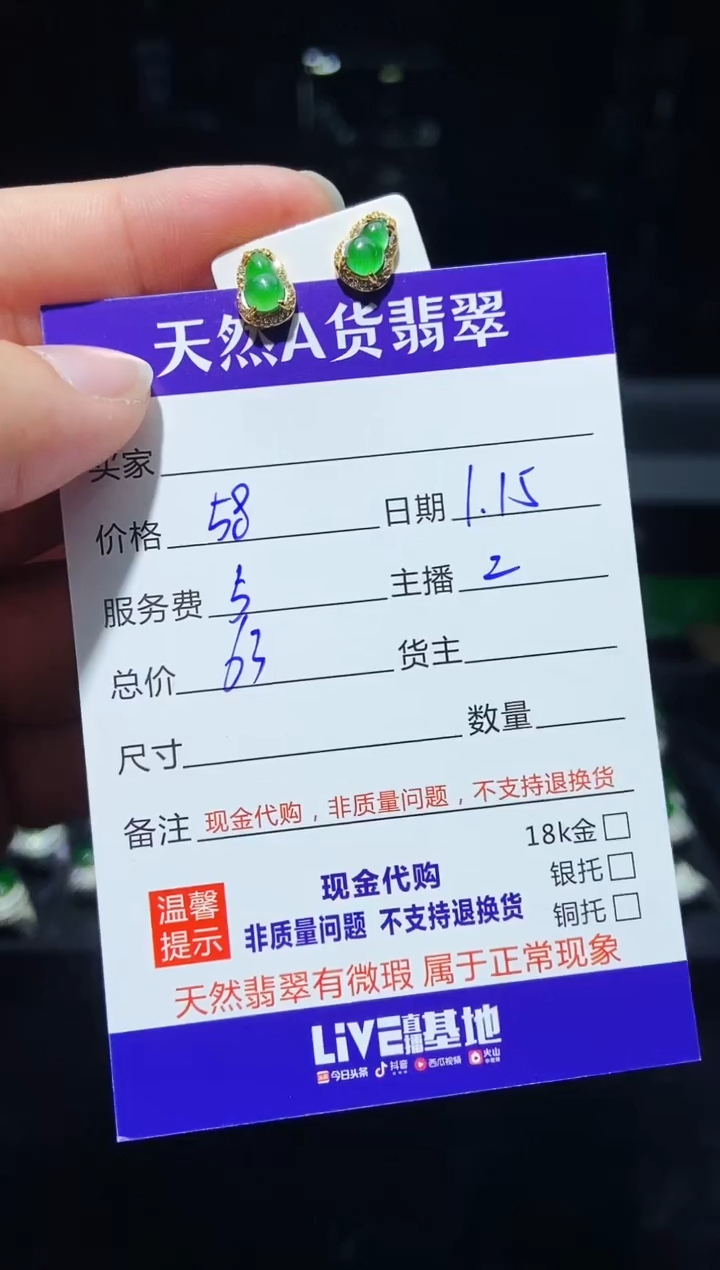 天然A货翡翠
买家
价格 58 日期 1.15
服务费 5 主播 2
总价 63 货主
尺寸 数量
备注 现金代购，非质量问题，不支持退换货
18k金
银托
铜托
温馨提示
现金代购
非质量问题 不支持退换货
天然翡翠有微瑕 属于正常现象
LiVE直播基地
今日头条 抖音 西瓜视频 火山